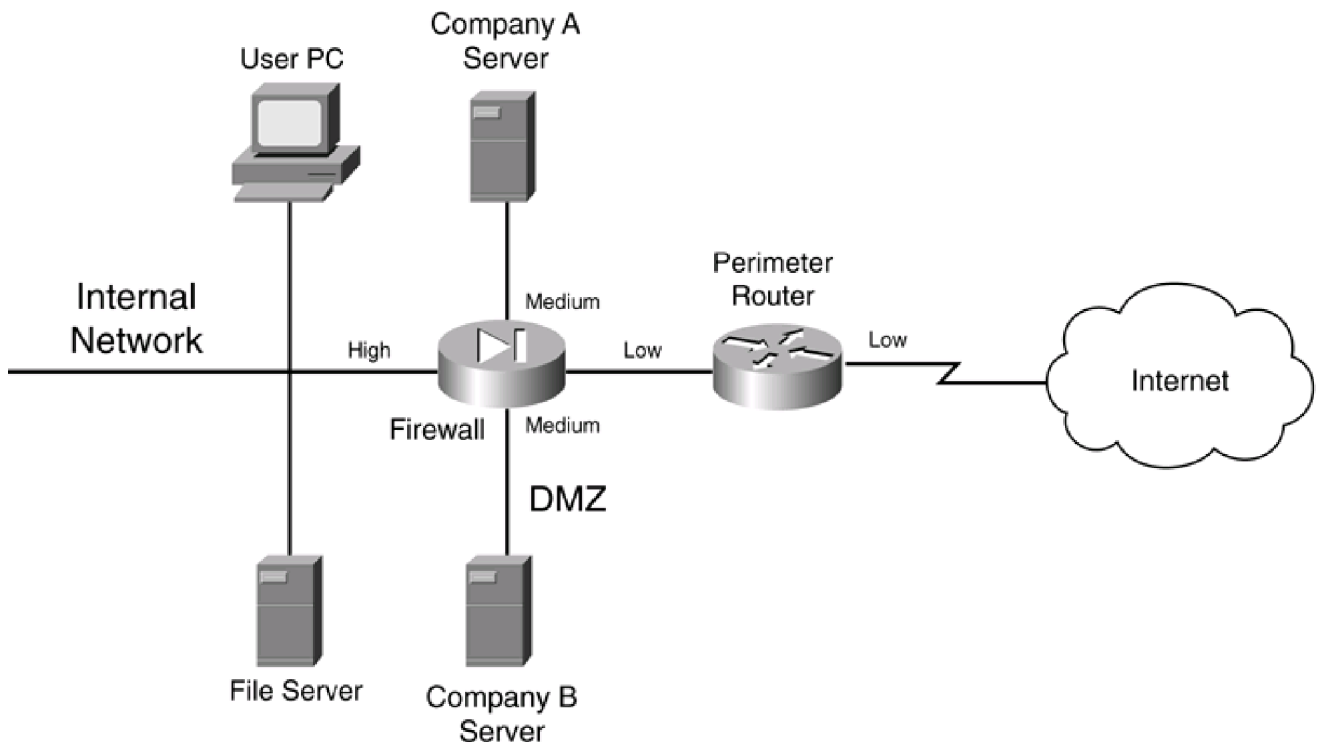 Company A
Server
User PC
Perimeter
Router
Internal
Network
Medium
High
Low
Low
Internet
Firewall
Medium
DMZ
File Server
Company B
Server